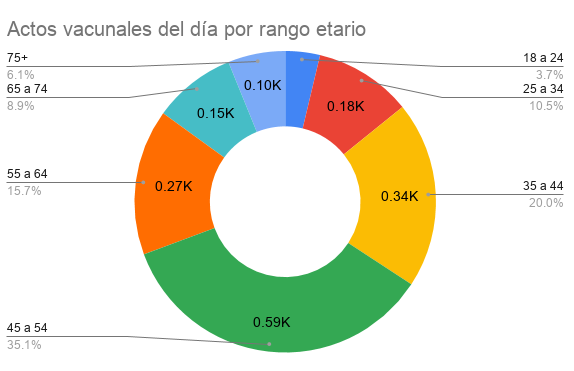 Actos vacunales del día por rango etario
75+
6.1%
65 a 74
8.9%
55 a 64
15.7%
45 a 54
35.1%
18 a 24
3.7%
25 a 34
10.5%
35 a 44
20.0%
0.10K
0.15K
0.18K
0.27K
0.34K
0.59K